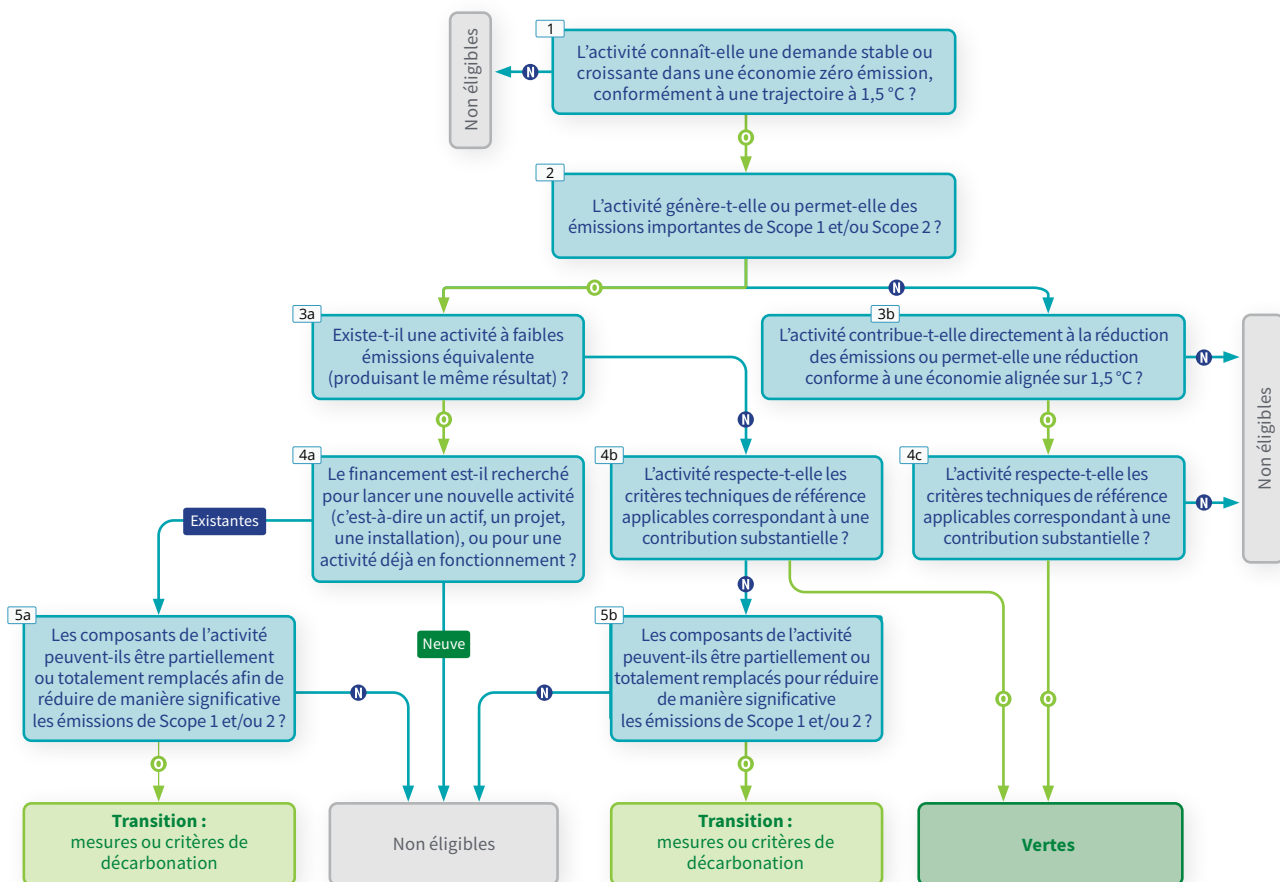 Non éligibles
1
L’activité connaît-elle une demande stable ou
croissante dans une économie zéro émission,
conformément à une trajectoire à 1,5 °C ?
N
O
2
L’activité génère-t-elle ou permet-elle des
émissions importantes de Scope 1 et/ou Scope 2 ?
O
N
3a
Existe-t-il une activité à faibles
émissions équivalente
(produisant le même résultat) ?
3b
L’activité contribue-t-elle directement à la réduction
des émissions ou permet-elle une réduction
conforme à une économie alignée sur 1,5 °C ?
N
Non éligibles
O
N
O
4a
Le financement est-il recherché
pour lancer une nouvelle activité
(c’est-à-dire un actif, un projet,
une installation), ou pour une
activité déjà en fonctionnement ?
4b
L’activité respecte-t-elle les
critères techniques de référence
applicables correspondant à une
contribution substantielle ?
4c
L’activité respecte-t-elle les
critères techniques de référence
applicables correspondant à une
contribution substantielle ?
N
Existantes
N
5a
Les composants de l’activité
peuvent-ils être partiellement
ou totalement remplacés afin de
réduire de manière significative
les émissions de Scope 1 et/ou 2 ?
Neuve
5b
Les composants de l’activité
peuvent-ils être partiellement ou
totalement remplacés pour réduire
de manière significative
les émissions de Scope 1 et/ou 2 ?
N
N
O
O
O
O
Transition :
mesures ou critères de
décarbonation
Non éligibles
Transition :
mesures ou critères de
décarbonation
Vertes